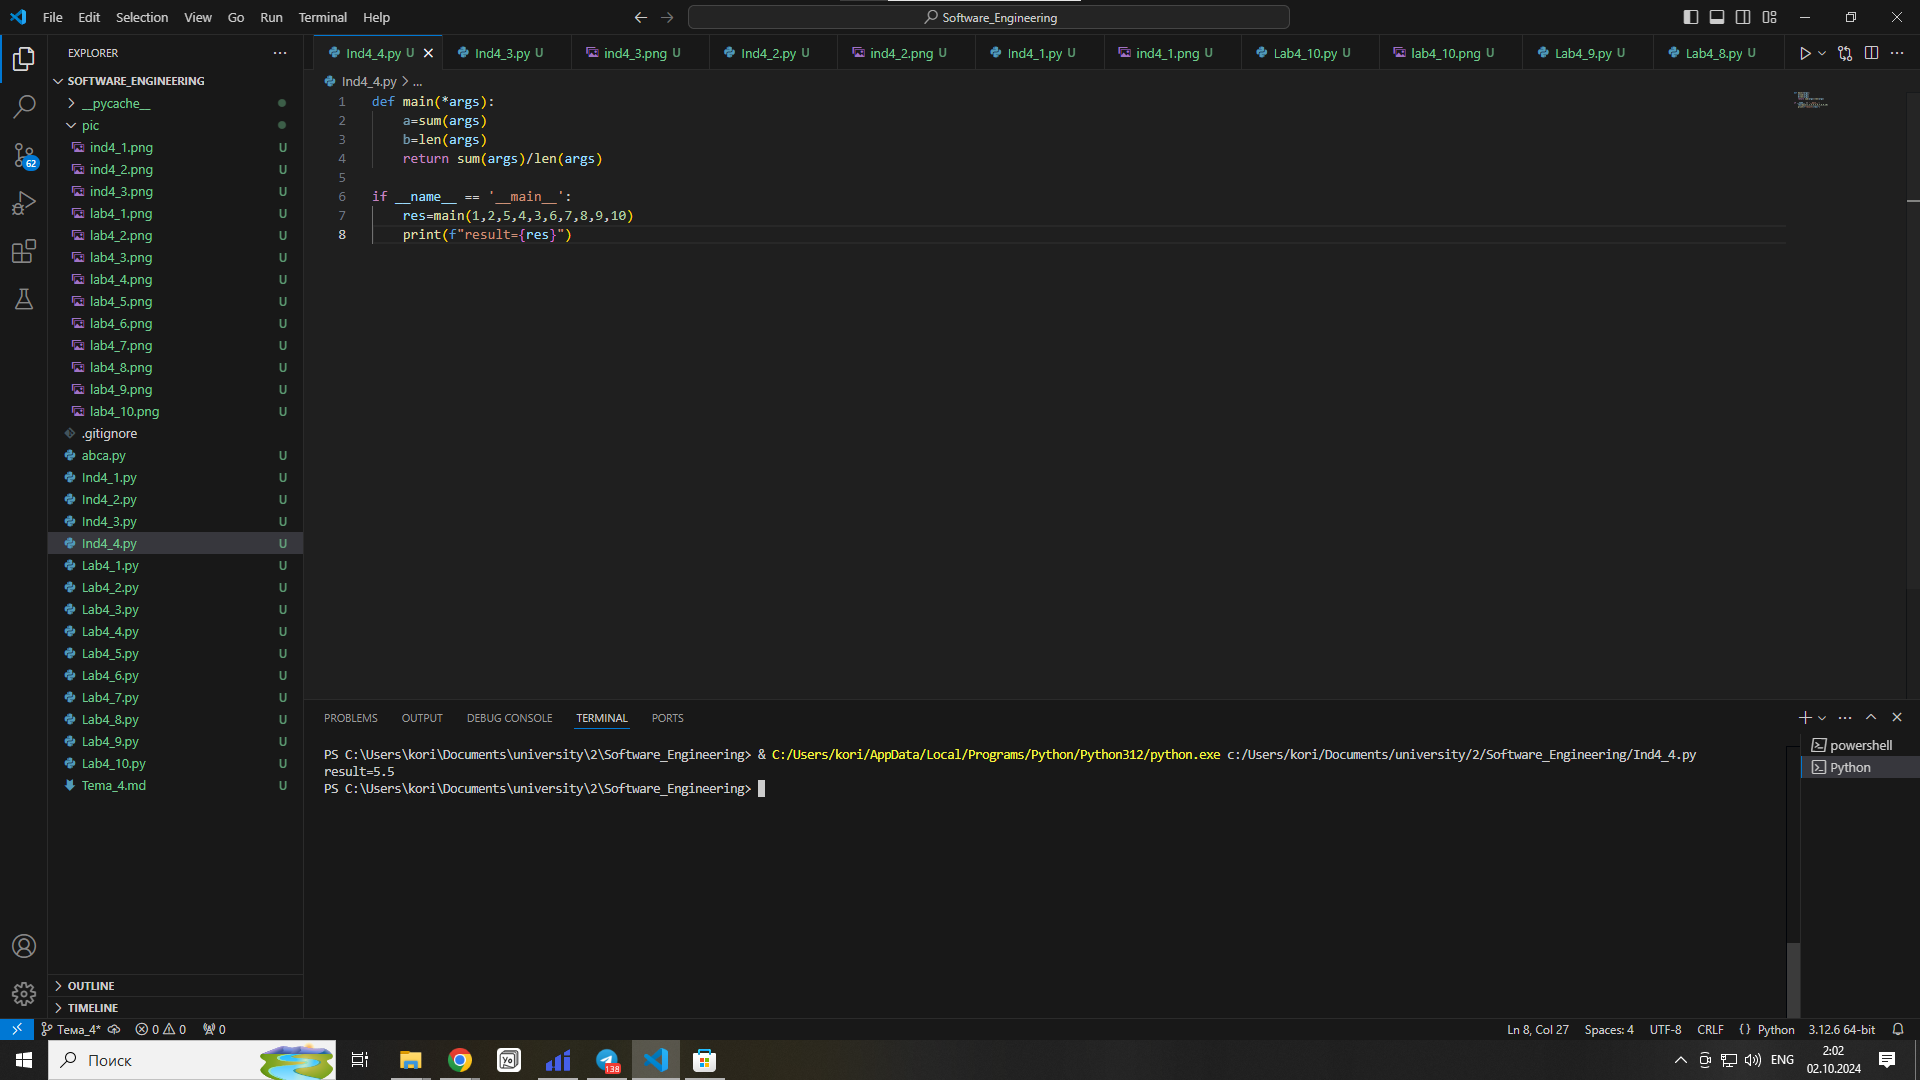 File Edit Selection View Go Run Terminal Help
Software_Engineering
EXPLORER
SOFTWARE_ENGINEERING
__pycache__
pic
ind4_1.png U
ind4_2.png U
ind4_3.png U
lab4_1.png U
lab4_2.png U
lab4_3.png U
lab4_4.png U
lab4_5.png U
lab4_6.png U
lab4_7.png U
lab4_8.png U
lab4_9.png U
lab4_10.png U
.gitignore
abca.py U
Ind4_1.py U
Ind4_2.py U
Ind4_3.py U
Ind4_4.py U
Lab4_1.py U
Lab4_2.py U
Lab4_3.py U
Lab4_4.py U
Lab4_5.py U
Lab4_6.py U
Lab4_7.py U
Lab4_8.py U
Lab4_9.py U
Lab4_10.py U
Tema_4.md U
OUTLINE
TIMELINE
62
Ind4_4.py U Ind4_3.py U ind4_3.png U Ind4_2.py U ind4_2.png U Ind4_1.py U ind4_1.png U Lab4_10.py U lab4_10.png U Lab4_9.py U Lab4_8.py U
Ind4_4.py > ...
1 def main(*args):
2 a=sum(args)
3 b=len(args)
4 return sum(args)/len(args)
5
6 if __name__ == '__main__':
7 res=main(1,2,5,4,3,6,7,8,9,10)
8 print(f"result={res}")
PROBLEMS OUTPUT DEBUG CONSOLE TERMINAL PORTS
PS C:\Users\kori\Documents\university\2\Software_Engineering> & C:/Users/kori/AppData/Local/Programs/Python/Python312/python.exe c:/Users/kori/Documents/university/2/Software_Engineering/Ind4_4.py
result=5.5
PS C:\Users\kori\Documents\university\2\Software_Engineering>
powershell
Python
Тема_4* 0 0 0
Ln 8, Col 27 Spaces: 4 UTF-8 CRLF {} Python 3.12.6 64-bit
Поиск
138
ENG
2:02
02.10.2024